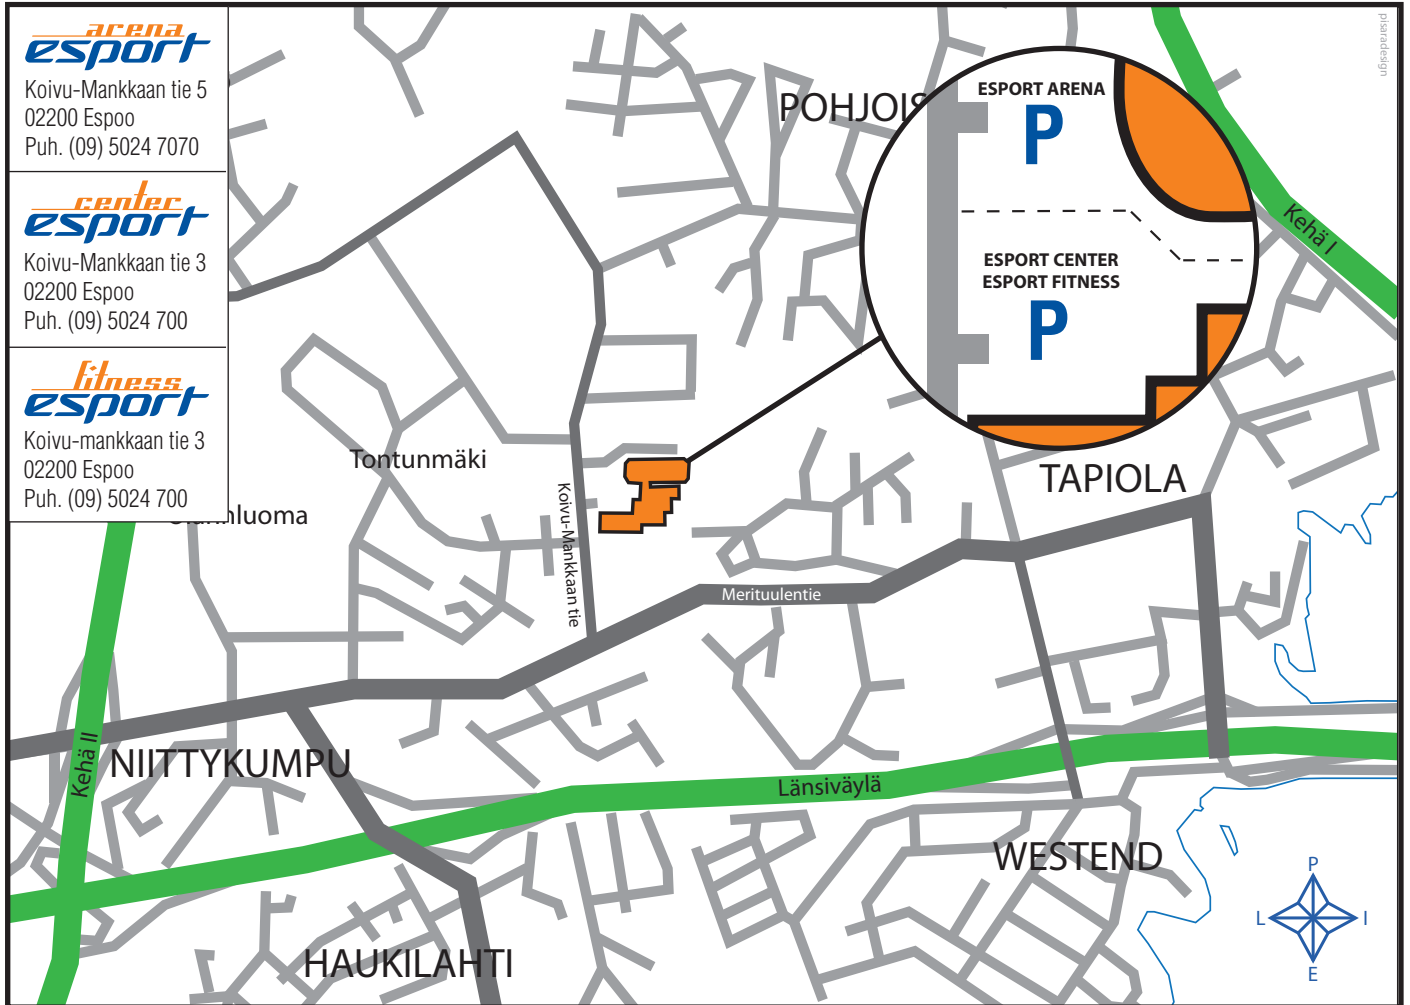 arena
esport
Koivu-Mankkaan tie 5
02200 Espoo
Puh. (09) 5024 7070
center
esport
Koivu-Mankkaan tie 3
02200 Espoo
Puh. (09) 5024 700
fitness
esport
Koivu-mankkaan tie 3
02200 Espoo
Puh. (09) 5024 700
pisaradesign
POHJOIS
ESPORT ARENA
P
ESPORT CENTER
ESPORT FITNESS
P
Kehä I
Tontunmäki
TAPIOLA
Koivu-Mankkaan tie
Merituulentie
Kehä II
NIITTYKUMPU
Länsiväylä
WESTEND
HAUKILAHTI
P
L
I
E